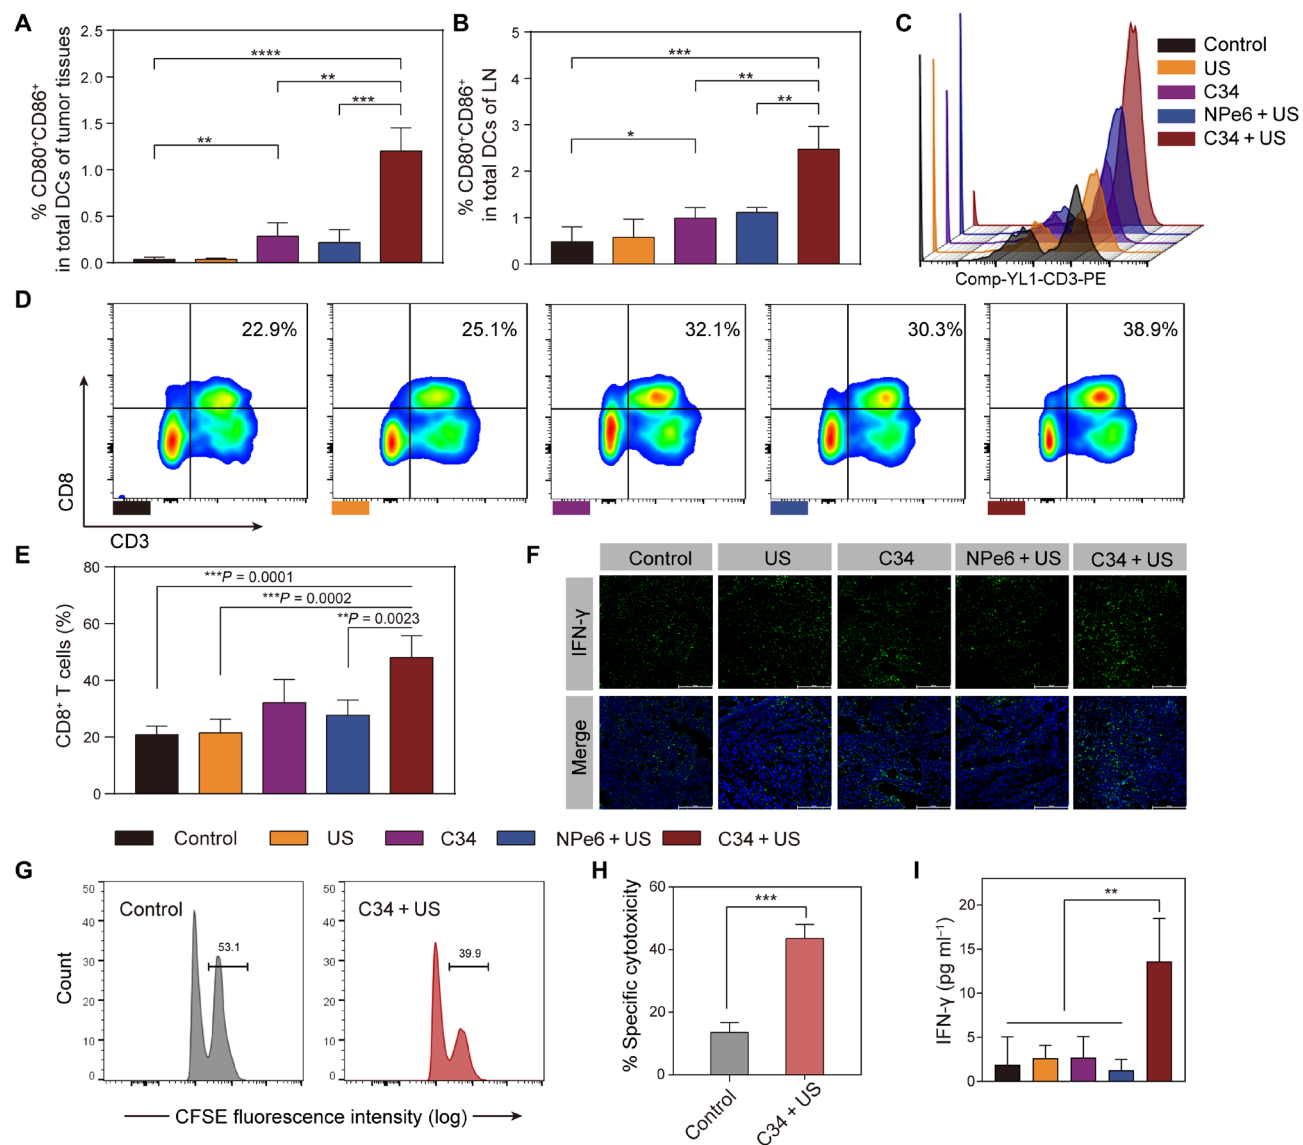 A
% CD80⁺CD86⁺
in total DCs of tumor tissues
2.5
2.0
1.5
1.0
0.5
0.0
****
**
***
**
B
% CD80⁺CD86⁺
in total DCs of LN
5
4
3
2
1
0
***
**
**
*
C
Control
US
C34
NPe6 + US
C34 + US
Comp-YL1-CD3-PE
D
22.9%
25.1%
32.1%
30.3%
38.9%
CD8
CD3
E
CD8⁺ T cells (%)
80
60
40
20
0
***P = 0.0001
***P = 0.0002
**P = 0.0023
Control
US
C34
NPe6 + US
C34 + US
F
Control
US
C34
NPe6 + US
C34 + US
IFN-γ
Merge
G
Count
50
40
30
20
10
0
Control
53.1
50
40
30
20
10
0
C34 + US
39.9
CFSE fluorescence intensity (log)
H
% Specific cytotoxicity
60
40
20
0
***
Control
C34 + US
I
IFN-γ (pg ml⁻¹)
20
15
10
5
0
**